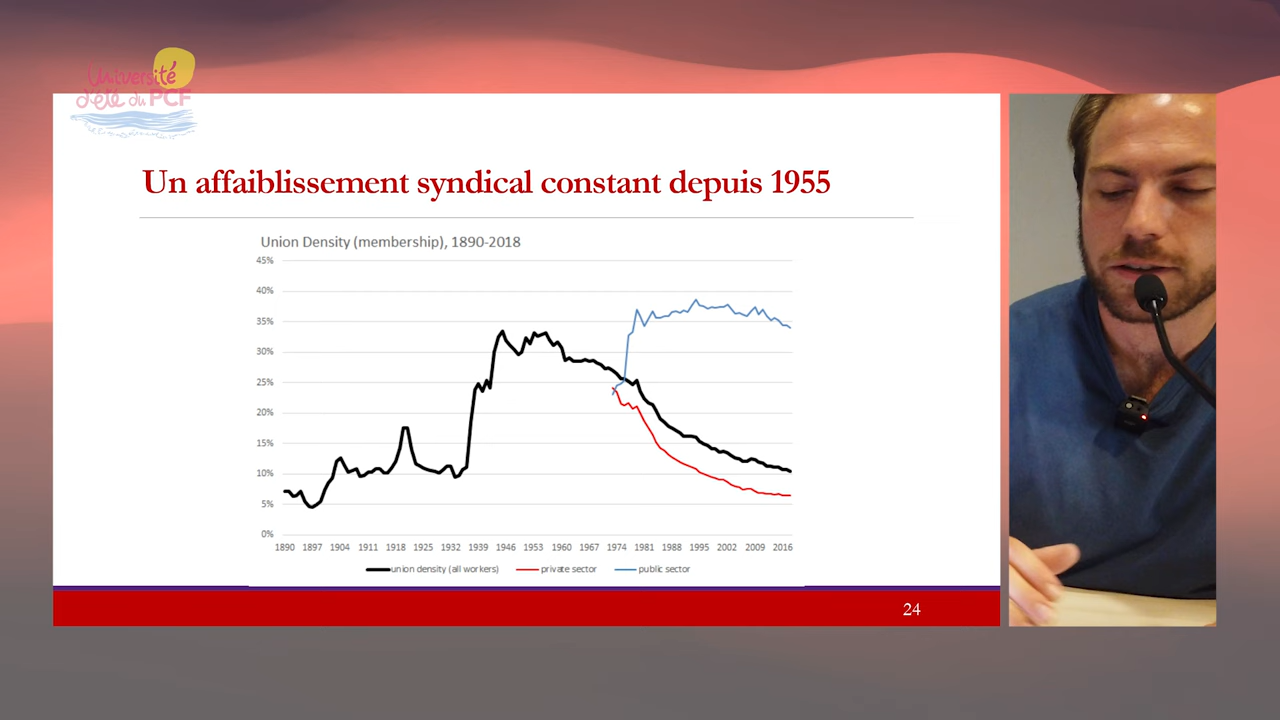 Université
d'été du PCF
Un affaiblissement syndical constant depuis 1955
Union Density (membership), 1890-2018
45%
40%
35%
30%
25%
20%
15%
10%
5%
0%
1890 1897 1904 1911 1918 1925 1932 1939 1946 1953 1960 1967 1974 1981 1988 1995 2002 2009 2016
union density (all workers) private sector public sector
24